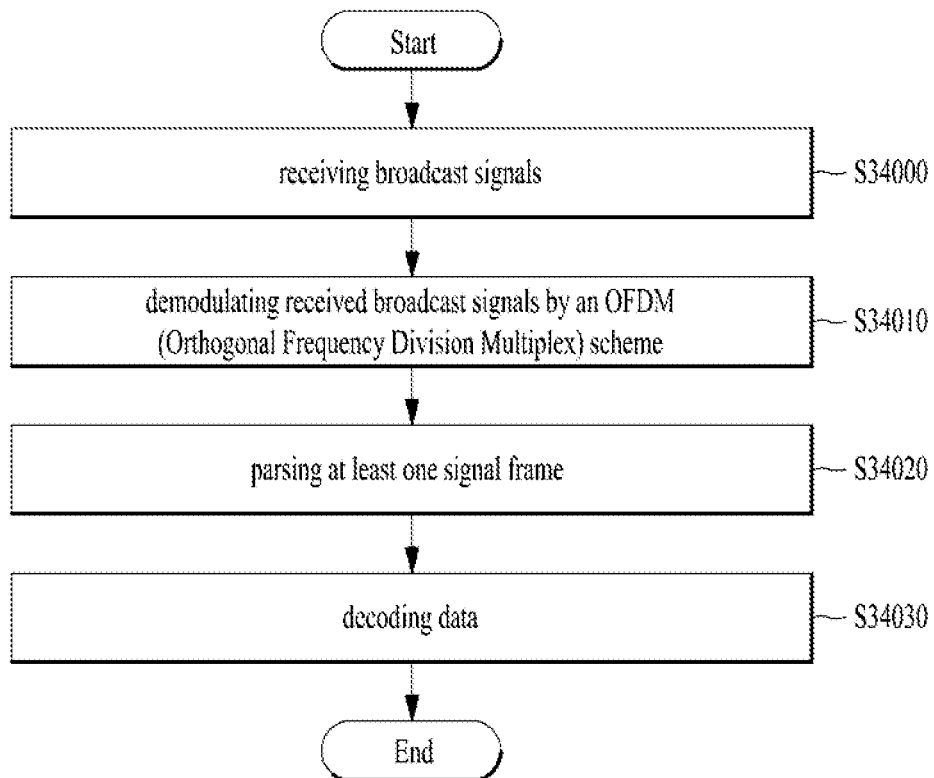 Start
receiving broadcast signals
S34000
demodulating received broadcast signals by an OFDM
(Orthogonal Frequency Division Multiplex) scheme
S34010
parsing at least one signal frame
S34020
decoding data
S34030
End